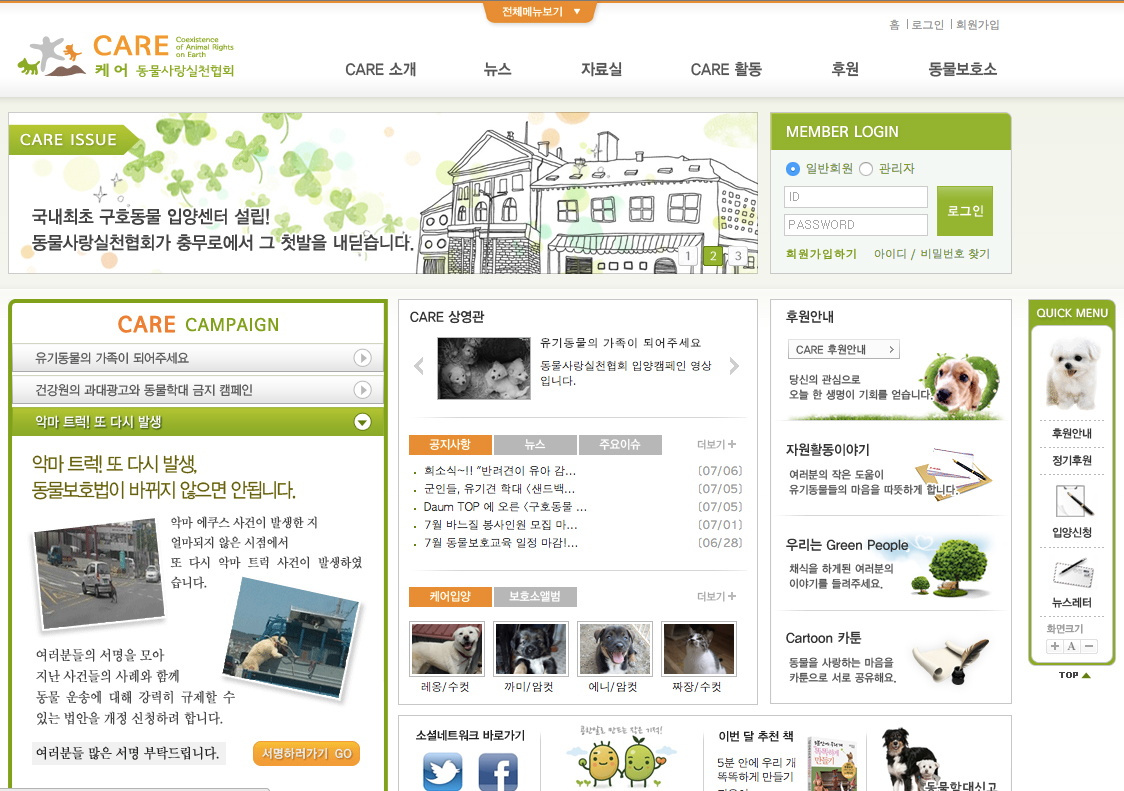 전체메뉴보기 ▼
홈 | 로그인 | 회원가입
CARE Coexistence
of Animal Rights
on Earth
케어 동물사랑실천협회
CARE 소개 뉴스 자료실 CARE 활동 후원 동물보호소
CARE ISSUE
국내최초 구호동물 입양센터 설립!
동물사랑실천협회가 충무로에서 그 첫발을 내딛습니다.
1 2 3
MEMBER LOGIN
일반회원 관리자
ID
PASSWORD
로그인
회원가입하기 아이디 / 비밀번호 찾기
CARE CAMPAIGN
유기동물의 가족이 되어주세요
건강원의 과대광고와 동물학대 금지 캠페인
악마 트럭! 또 다시 발생
악마 트럭! 또 다시 발생,
동물보호법이 바뀌지 않으면 안됩니다.
악마 에쿠스 사건이 발생한 지
얼마되지 않은 시점에서
또 다시 악마 트럭 사건이 발생하였
습니다.
여러분들의 서명을 모아
지난 사건들의 사례와 함께
동물 운송에 대해 강력히 규제할 수
있는 법안을 개정 신청하려 합니다.
여러분들 많은 서명 부탁드립니다.
서명하러가기 GO
CARE 상영관
유기동물의 가족이 되어주세요
동물사랑실천협회 입양캠페인 영상
입니다.
공지사항 뉴스 주요이슈 더보기 +
희소식~!! “반려견이 유아 감... [07/06]
군인들, 유기견 학대 <샌드백... [07/05]
Daum TOP 에 오른 <구호동물 ... [07/05]
7월 바느질 봉사인원 모집 마... [07/01]
7월 동물보호교육 일정 마감!... [06/28]
케어입양 보호소앨범 더보기 +
레옹/수컷 까미/암컷 에니/암컷 짜장/수컷
후원안내
CARE 후원안내 >
당신의 관심으로
오늘 한 생명이 기회를 얻습니다.
자원활동이야기
여러분의 작은 도움이
유기동물들의 마음을 따뜻하게 합니다.
우리는 Green People
채식을 하게된 여러분의
이야기를 들려주세요.
Cartoon 카툰
동물을 사랑하는 마음을
카툰으로 서로 공유해요.
QUICK MENU
후원안내
정기후원
입양신청
뉴스레터
화면크기
+ A −
TOP ▲
소셜네트워크 바로가기
이번 달 추천 책
5분 안에 우리 개
똑똑하게 만들기
동물학대신고